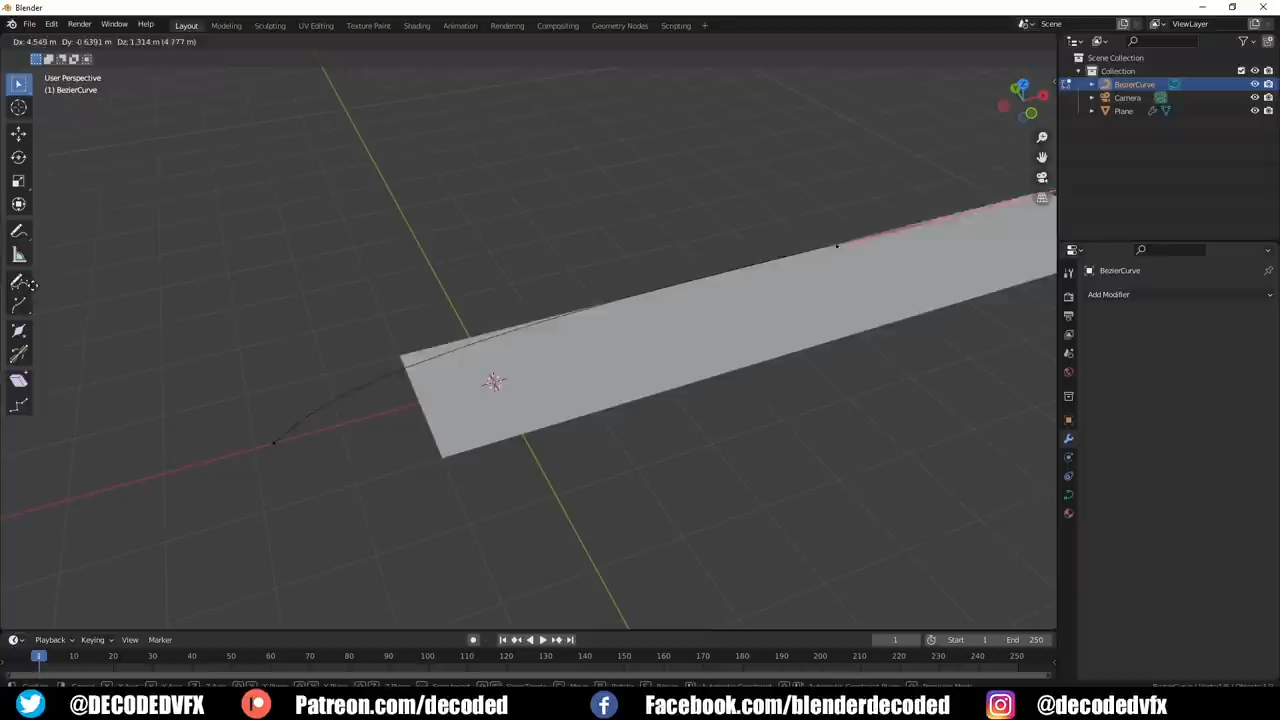 Blender
File Edit Render Window Help Layout Modeling Sculpting UV Editing Texture Paint Shading Animation Rendering Compositing Geometry Nodes Scripting + Scene ViewLayer
Dx: 4.549 m Dy: -0.6391 m Dz: 1.314 m (4.777 m)
User Perspective
(1) BezierCurve
Scene Collection
Collection
BezierCurve
Camera
Plane
BezierCurve
Add Modifier
Playback Keying View Marker 1 Start 1 End 250
1 10 20 30 40 50 60 70 80 90 100 110 120 130 140 150 160 170 180 190 200 210 220 230 240 250
@DECODEDVFX Patreon.com/decoded Facebook.com/blenderdecoded @decodedvfx